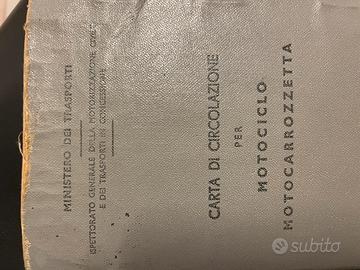 MINISTERO DEI TRASPORTI
ISPETTORATO GENERALE DELLA MOTORIZZAZIONE CIVILE
E DEI TRASPORTI IN CONCESSIONE
CARTA DI CIRCOLAZIONE
PER
MOTOCICLO
MOTOCARROZZETTA
subito